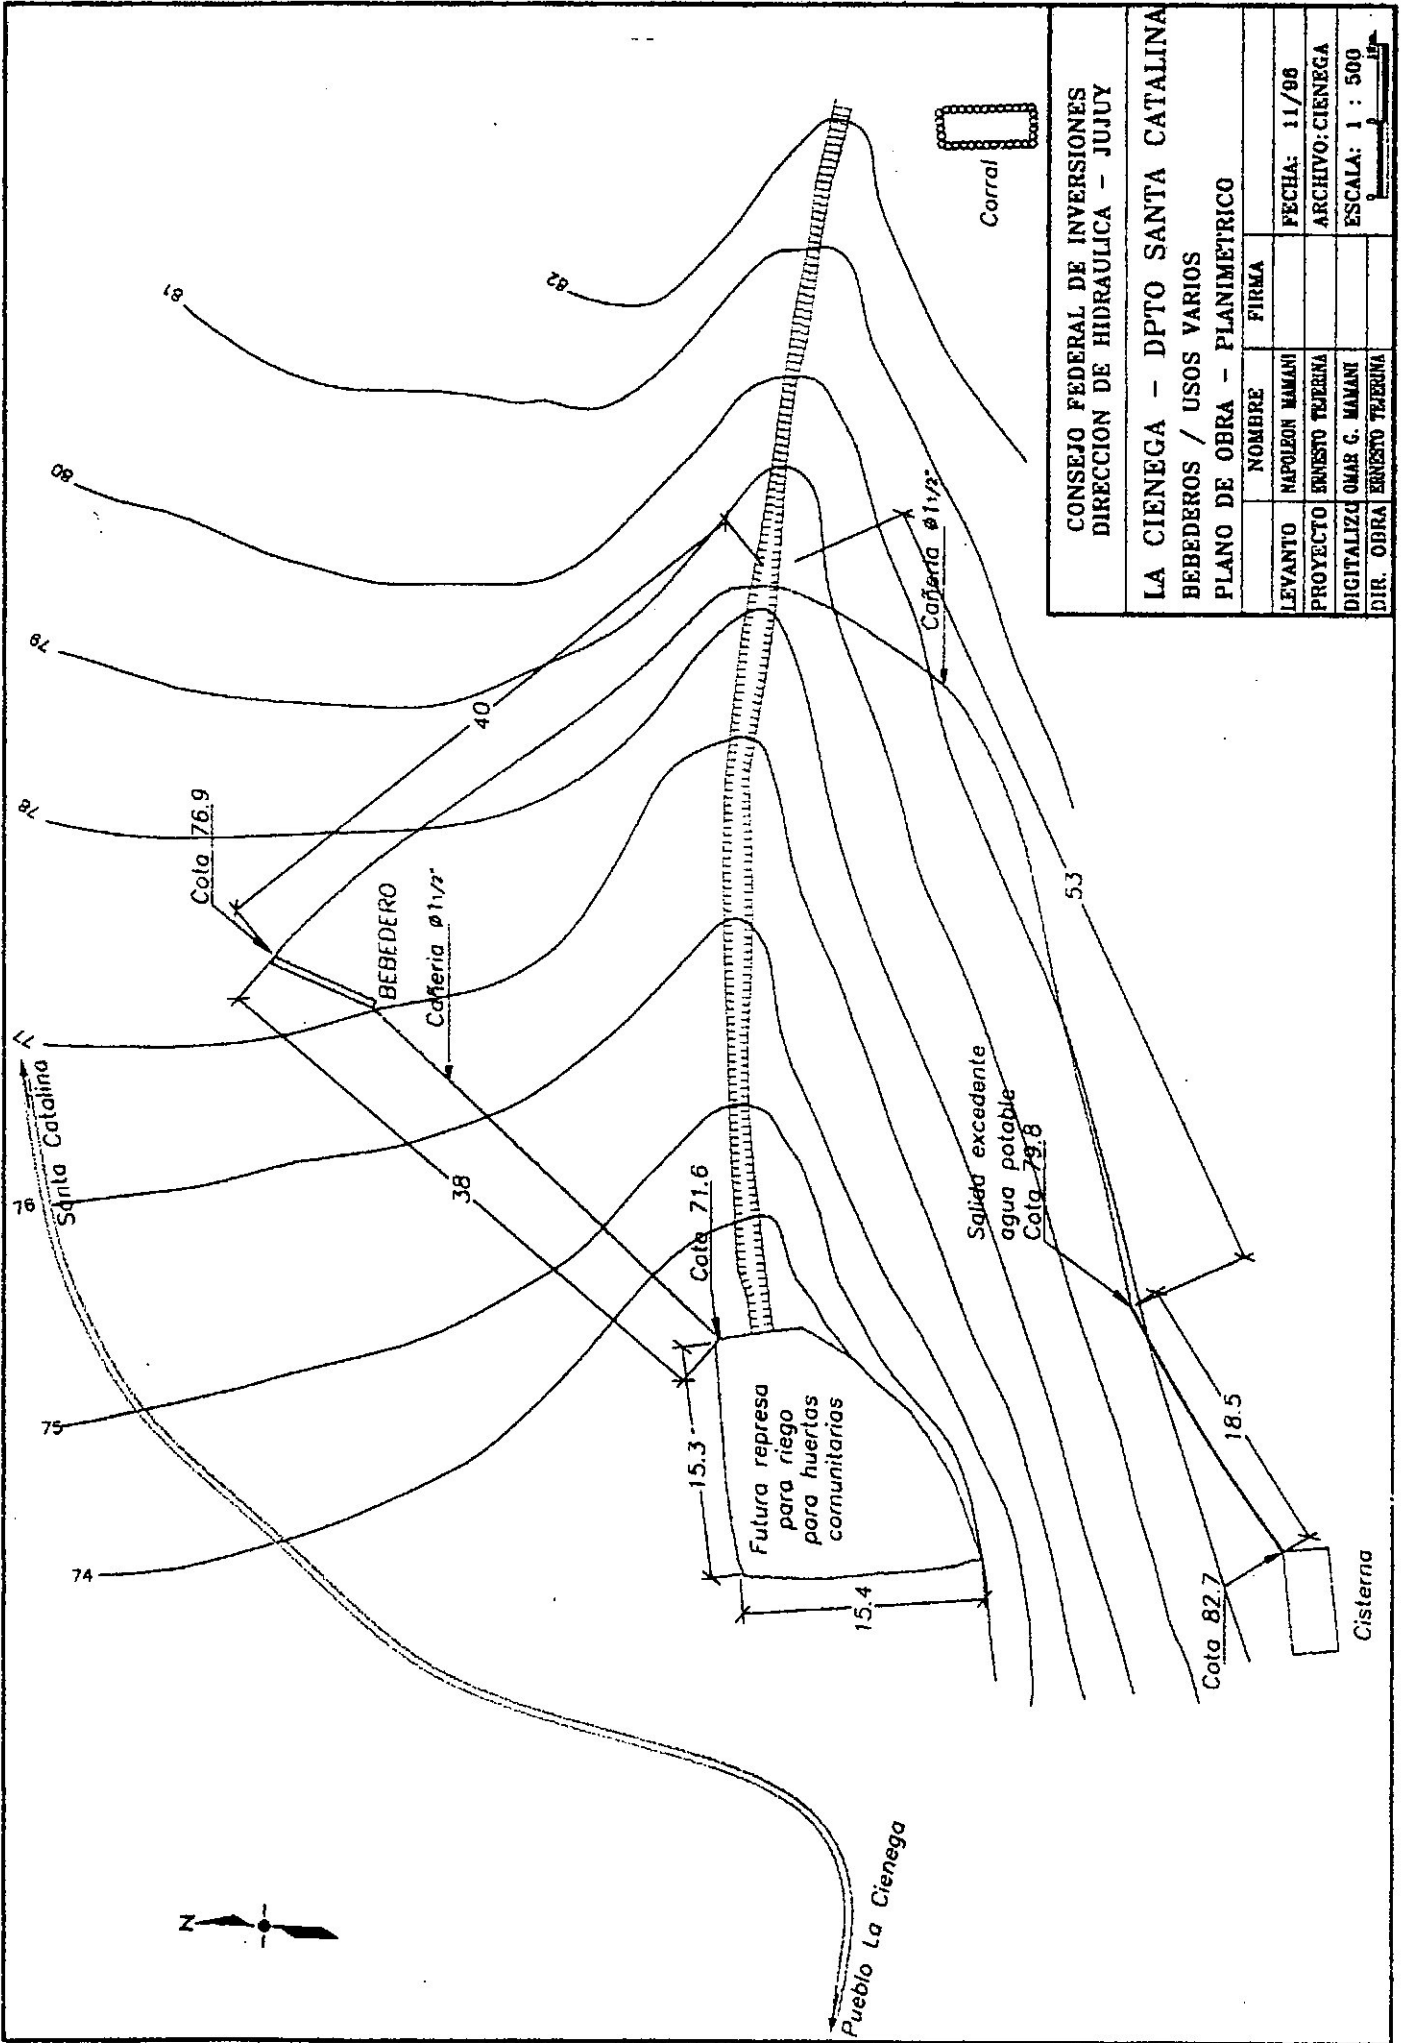 CONSEJO FEDERAL DE INVERSIONES
DIRECCION DE HIDRAULICA - JUJUY
LA CIENEGA - DPTO SANTA CATALINA
BEBEDEROS / USOS VARIOS
PLANO DE OBRA - PLANIMETRICO
NOMBRE FIRMA
LEVANTO NAPOLEON MAMANI FECHA: 11/98
PROYECTO ERNESTO TEJERINA ARCHIVO:CIENEGA
DIGITALIZO OMAR G. MAMANI ESCALA: 1 : 500
DIR. OBRA ERNESTO TEJERINA
N
Santa Catalina
Pueblo La Cienega
74
75
76
77
78
79
80
81
82
Corral
Cota 76.9
BEBEDERO
Cañeria ø1 1/2"
40
38
Cota 71.6
15.3
15.4
Futura represa
para riego
para huertas
comunitarias
Cañeria ø1 1/2"
53
Salida excedente
agua potable
Cota 79.8
18.5
Cota 82.7
Cisterna